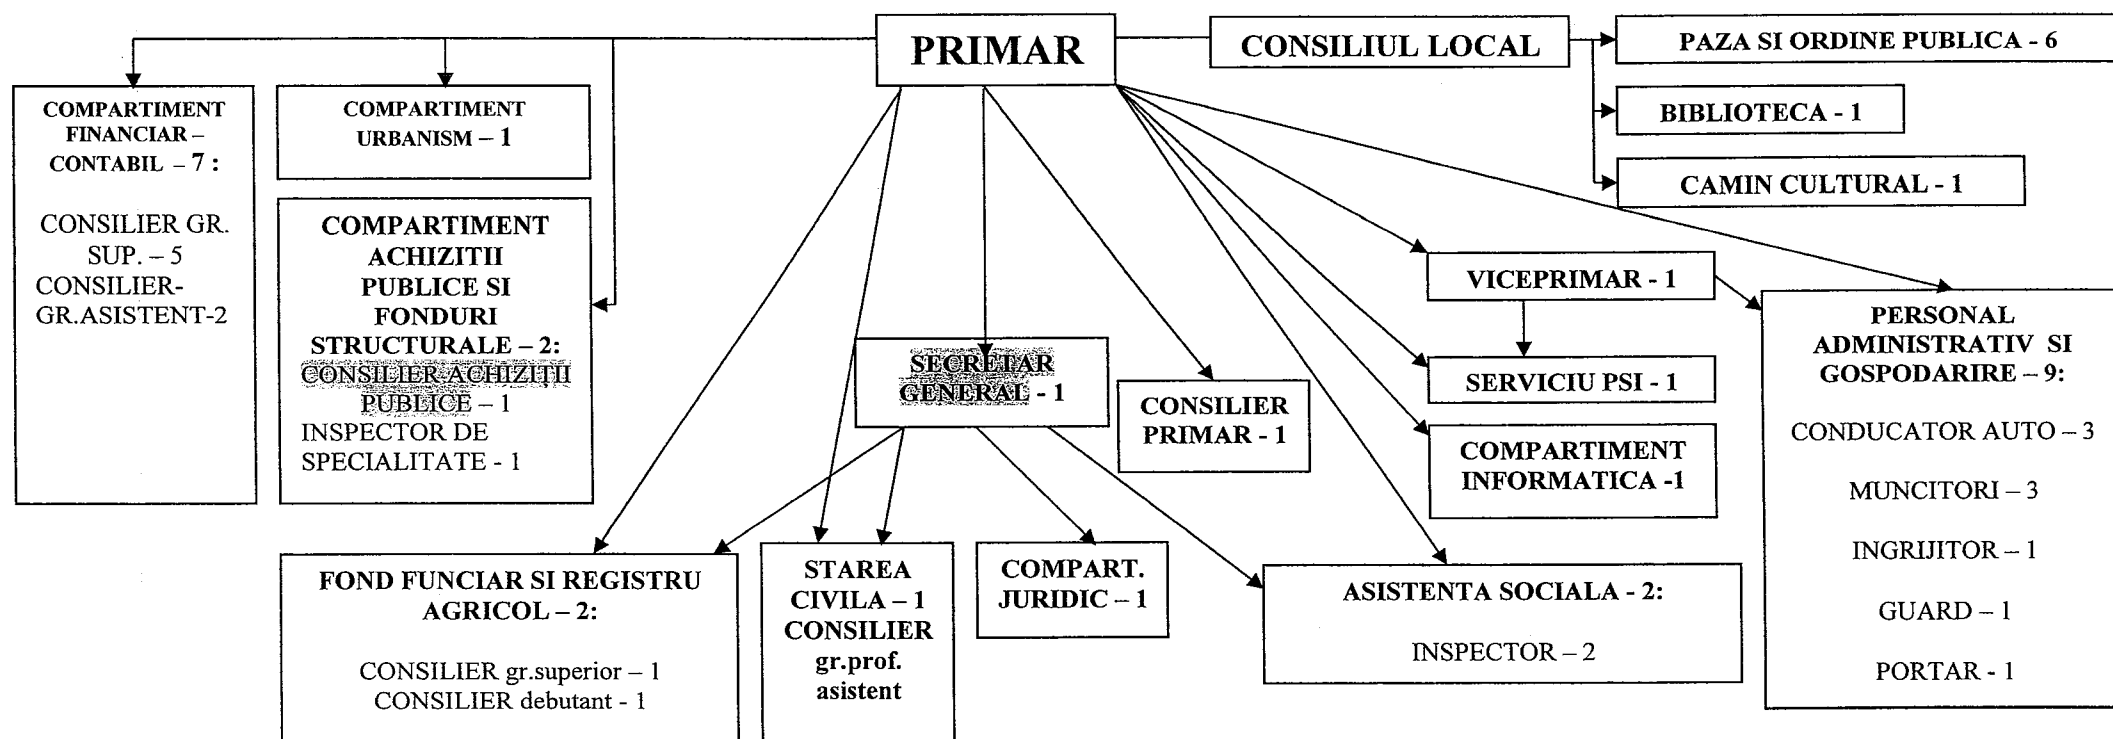 PRIMAR
CONSILIUL LOCAL
PAZA SI ORDINE PUBLICA - 6
BIBLIOTECA - 1
CAMIN CULTURAL - 1
COMPARTIMENT
FINANCIAR –
CONTABIL – 7 :
CONSILIER GR.
SUP. – 5
CONSILIER-
GR.ASISTENT-2
COMPARTIMENT
URBANISM – 1
COMPARTIMENT
ACHIZITII
PUBLICE SI
FONDURI
STRUCTURALE – 2:
CONSILIER ACHIZIȚII
PUBLICE – 1
INSPECTOR DE
SPECIALITATE - 1
SECRETAR
GENERAL - 1
CONSILIER
PRIMAR - 1
VICEPRIMAR - 1
SERVICIU PSI - 1
COMPARTIMENT
INFORMATICA -1
PERSONAL
ADMINISTRATIV SI
GOSPODARIRE – 9:
CONDUCATOR AUTO – 3
MUNCITORI – 3
INGRIJITOR – 1
GUARD – 1
PORTAR - 1
FOND FUNCIAR SI REGISTRU
AGRICOL – 2:
CONSILIER gr.superior – 1
CONSILIER debutant - 1
STAREA
CIVILA – 1
CONSILIER
gr.prof.
asistent
COMPART.
JURIDIC – 1
ASISTENTA SOCIALA - 2:
INSPECTOR – 2